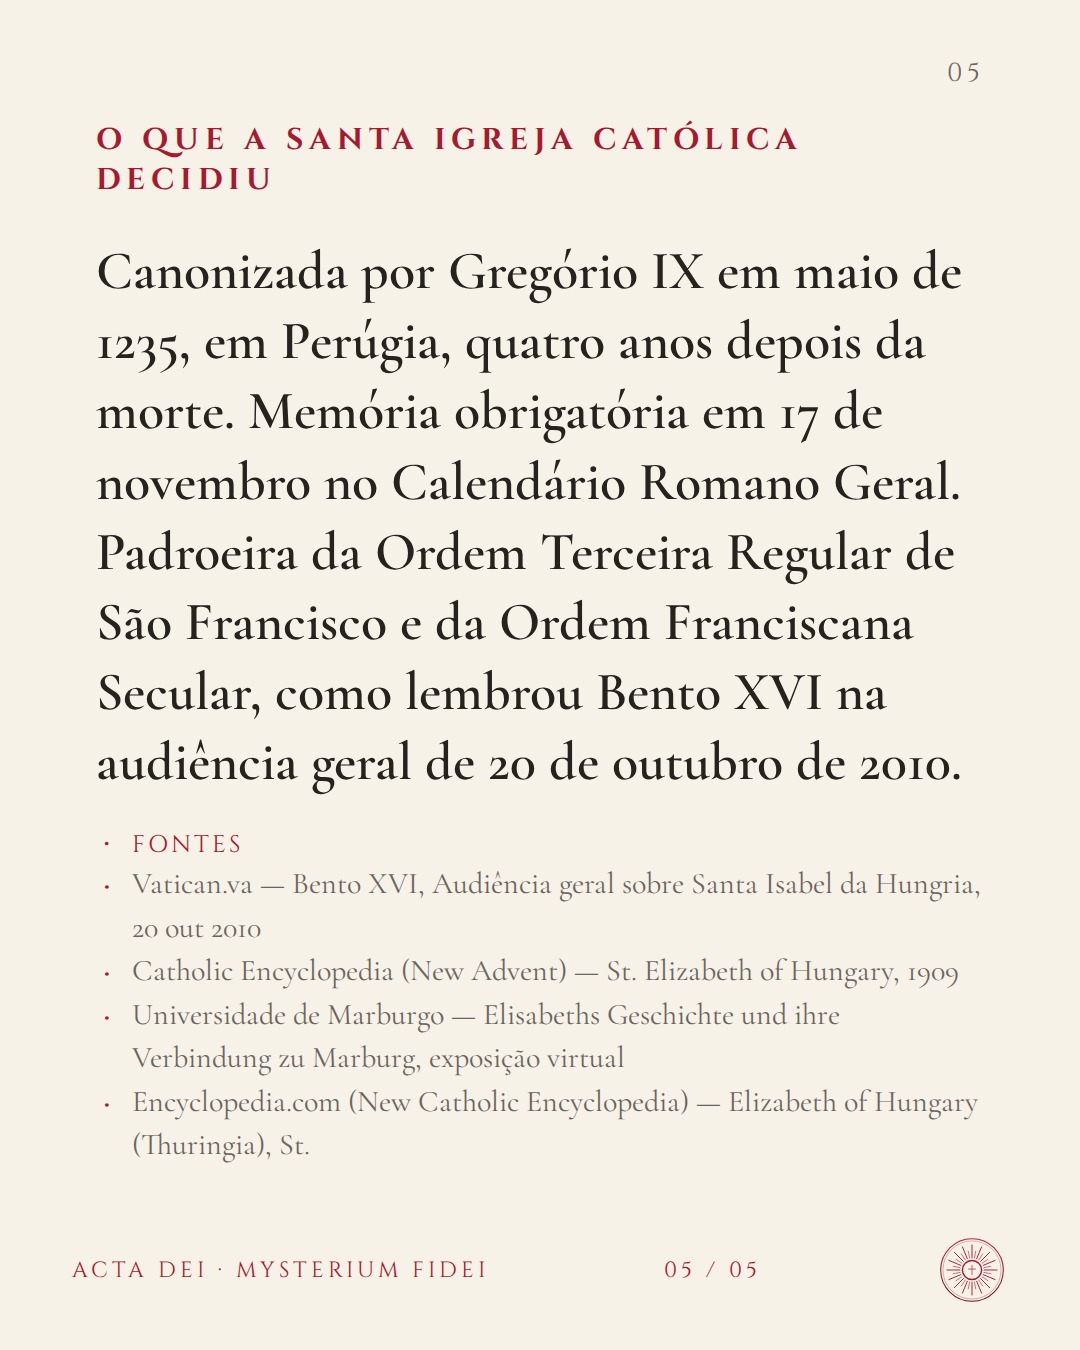 05
O QUE A SANTA IGREJA CATÓLICA
DECIDIU
Canonizada por Gregório IX em maio de
1235, em Perúgia, quatro anos depois da
morte. Memória obrigatória em 17 de
novembro no Calendário Romano Geral.
Padroeira da Ordem Terceira Regular de
São Francisco e da Ordem Franciscana
Secular, como lembrou Bento XVI na
audiência geral de 20 de outubro de 2010.
· FONTES
· Vatican.va — Bento XVI, Audiência geral sobre Santa Isabel da Hungria,
20 out 2010
· Catholic Encyclopedia (New Advent) — St. Elizabeth of Hungary, 1909
· Universidade de Marburgo — Elisabeths Geschichte und ihre
Verbindung zu Marburg, exposição virtual
· Encyclopedia.com (New Catholic Encyclopedia) — Elizabeth of Hungary
(Thuringia), St.
ACTA DEI · MYSTERIUM FIDEI
05 / 05